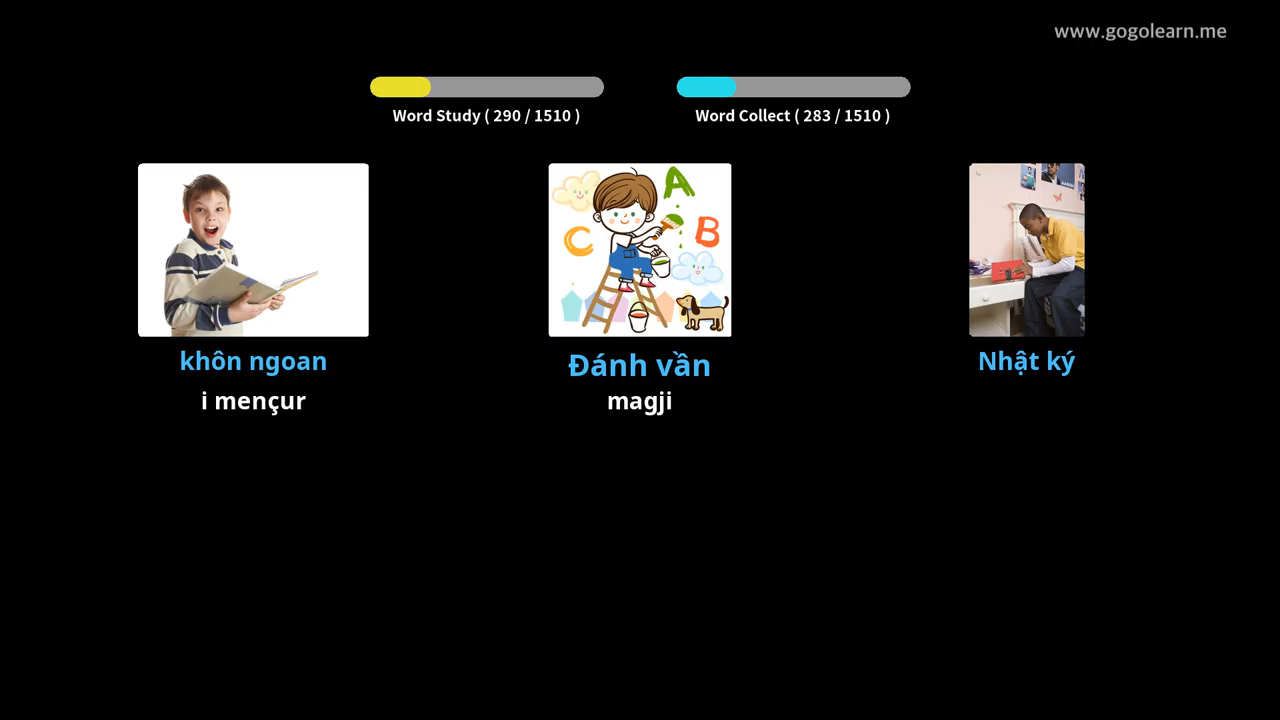 www.gogolearn.me
Word Study ( 290 / 1510 )
Word Collect ( 283 / 1510 )
A
B
C
khôn ngoan
Đánh vần
Nhật ký
i mençur
magji